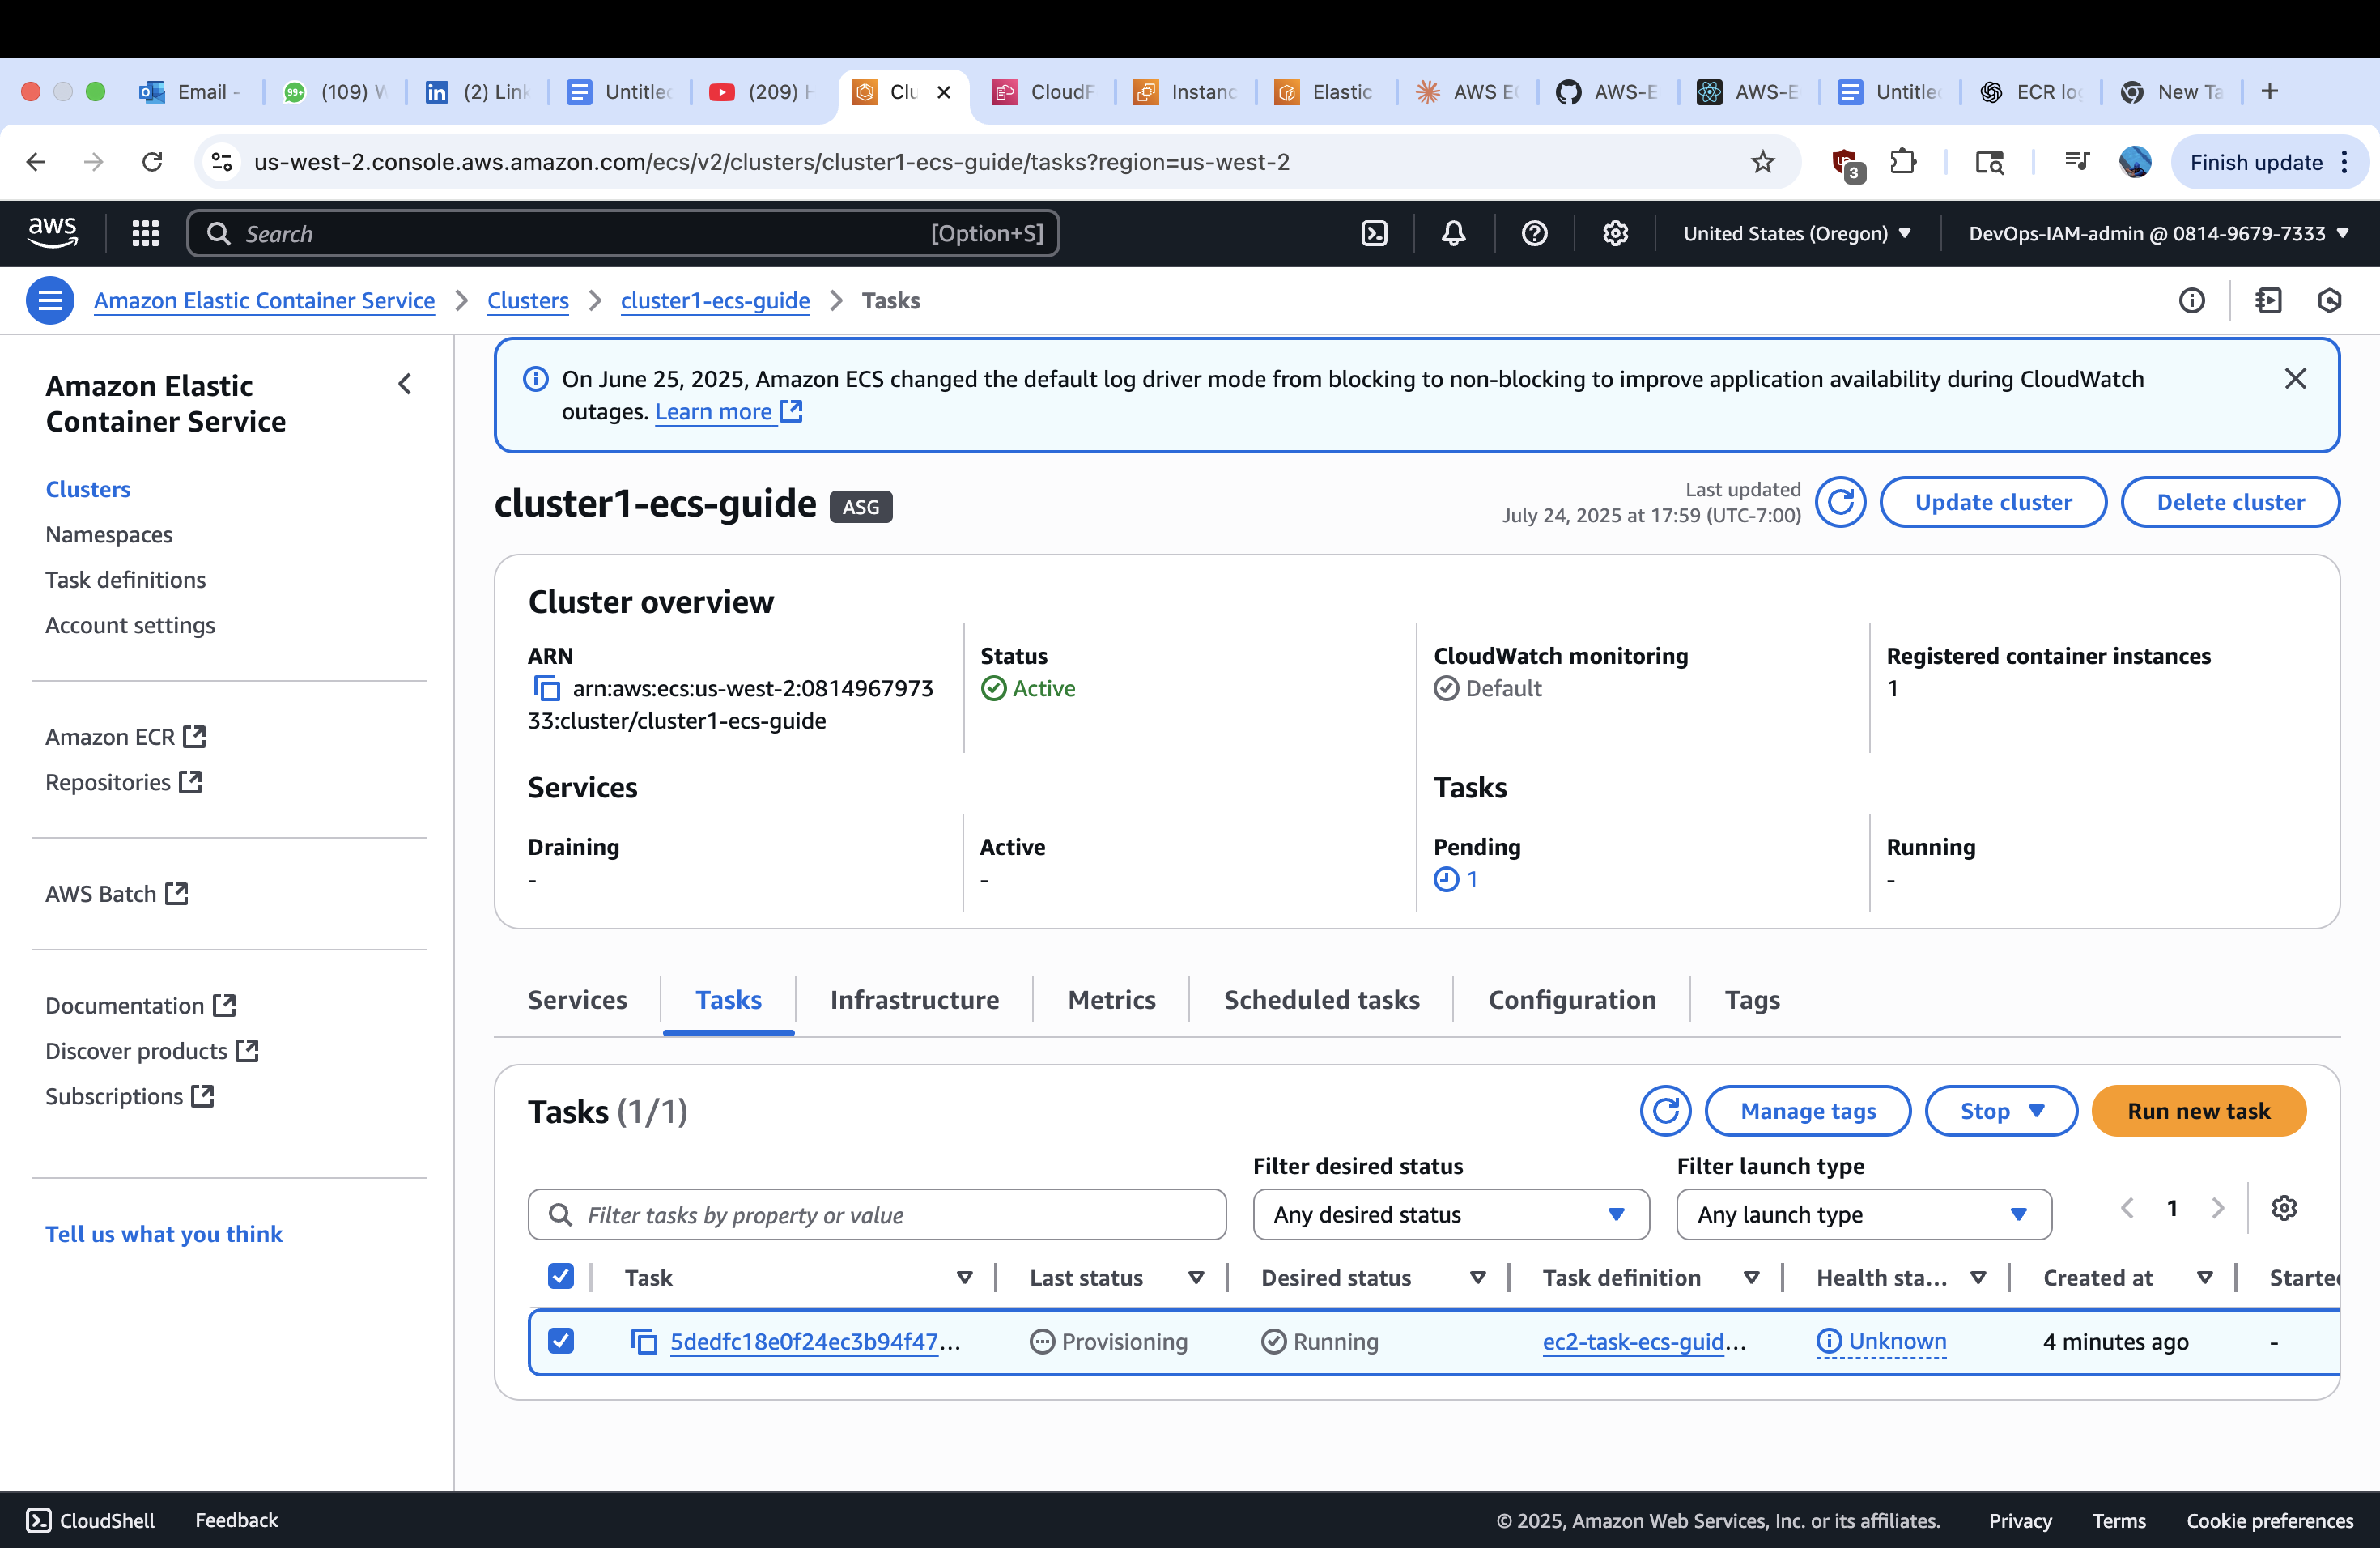 Email -
(109) W
(2) Link
Untitled
(209) H
Clu
CloudF
Instanc
Elastic
AWS EC
AWS-E
AWS-E
Untitled
ECR log
New Ta
us-west-2.console.aws.amazon.com/ecs/v2/clusters/cluster1-ecs-guide/tasks?region=us-west-2
3
Finish update
aws
Search
[Option+S]
United States (Oregon)
DevOps-IAM-admin @ 0814-9679-7333
Amazon Elastic Container Service > Clusters > cluster1-ecs-guide > Tasks
Amazon Elastic
Container Service
Clusters
Namespaces
Task definitions
Account settings
Amazon ECR
Repositories
AWS Batch
Documentation
Discover products
Subscriptions
Tell us what you think
On June 25, 2025, Amazon ECS changed the default log driver mode from blocking to non-blocking to improve application availability during CloudWatch
outages. Learn more
cluster1-ecs-guide ASG
Last updated
July 24, 2025 at 17:59 (UTC-7:00)
Update cluster
Delete cluster
Cluster overview
ARN
arn:aws:ecs:us-west-2:0814967973
33:cluster/cluster1-ecs-guide
Status
Active
CloudWatch monitoring
Default
Registered container instances
1
Services
Draining
-
Active
-
Tasks
Pending
1
Running
-
Services
Tasks
Infrastructure
Metrics
Scheduled tasks
Configuration
Tags
Tasks (1/1)
Manage tags
Stop
Run new task
Filter tasks by property or value
Filter desired status
Any desired status
Filter launch type
Any launch type
1
Task
Last status
Desired status
Task definition
Health sta...
Created at
Started
5dedfc18e0f24ec3b94f47...
Provisioning
Running
ec2-task-ecs-guid...
Unknown
4 minutes ago
-
CloudShell
Feedback
© 2025, Amazon Web Services, Inc. or its affiliates.
Privacy
Terms
Cookie preferences